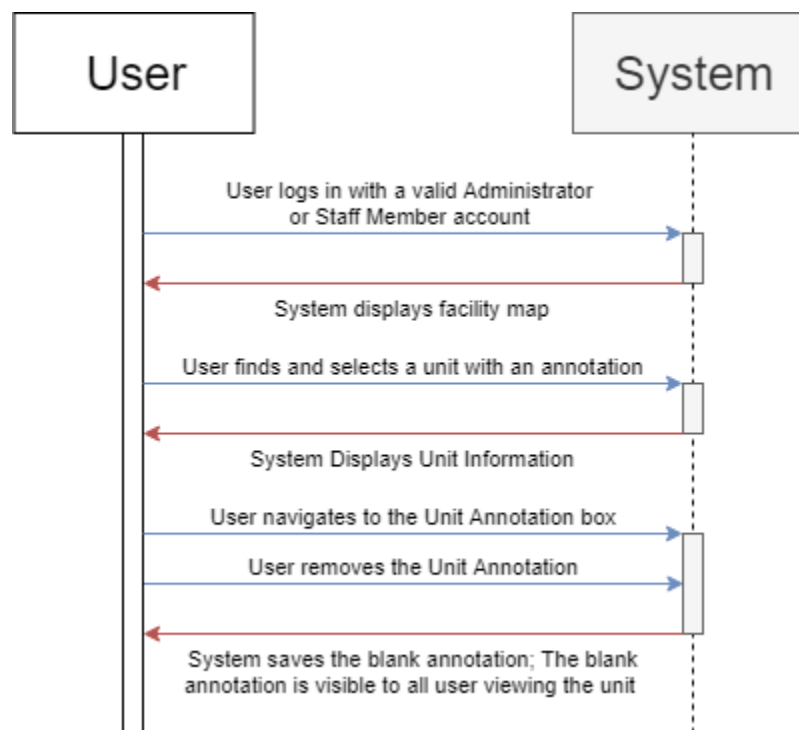 User
System
User logs in with a valid Administrator
or Staff Member account
System displays facility map
User finds and selects a unit with an annotation
System Displays Unit Information
User navigates to the Unit Annotation box
User removes the Unit Annotation
System saves the blank annotation; The blank
annotation is visible to all user viewing the unit